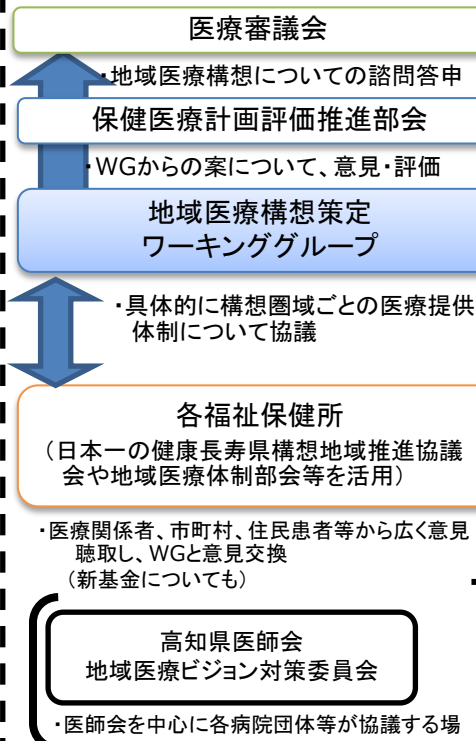 医療審議会
・地域医療構想についての諮問答申
保健医療計画評価推進部会
・WGからの案について、意見・評価
地域医療構想策定
ワーキンググループ
・具体的に構想圏域ごとの医療提供
体制について協議
各福祉保健所
（日本一の健康長寿県構想地域推進協議
会や地域医療体制部会等を活用）
・医療関係者、市町村、住民患者等から広く意見
聴取し、WGと意見交換
（新基金についても）
高知県医師会
地域医療ビジョン対策委員会
・医師会を中心に各病院団体等が協議する場